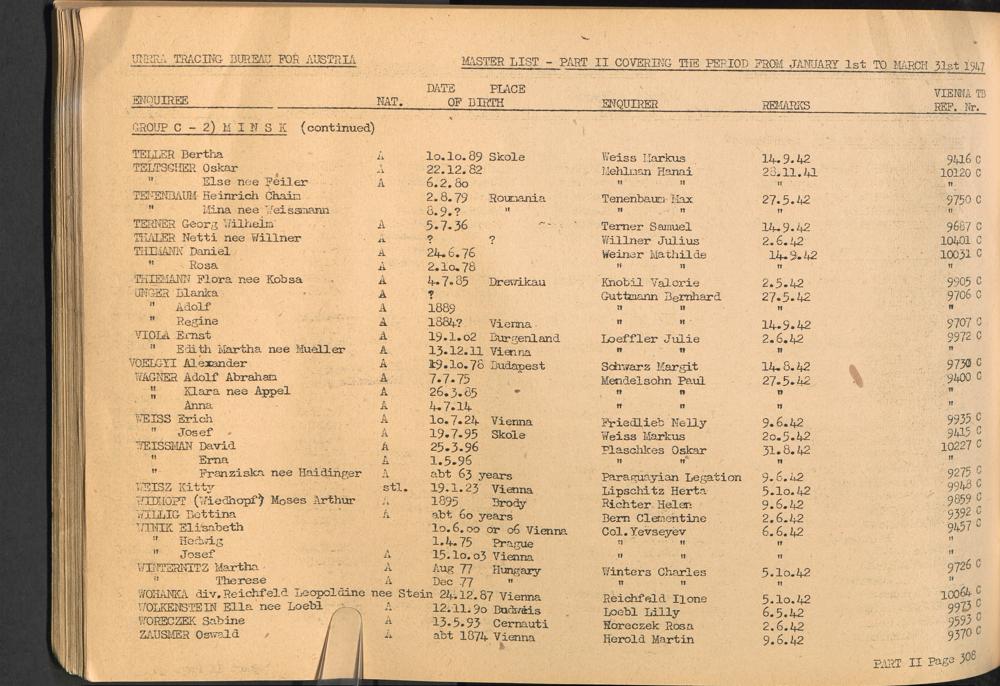 UNRRA TRACING BUREAU FOR AUSTRIA MASTER LIST - PART II COVERING THE PERIOD FROM JANUARY 1st TO MARCH 31st 1947
DATE PLACE VIENNA TB
ENQUIREE NAT. OF BIRTH ENQUIRER REMARKS REF. Nr.
GROUP C - 2) M I N S K (continued)
TELLER Bertha A 10.10.89 Skole Weiss Markus 14.9.42 9416 C
TELTSCHER Oskar A 22.12.82 Mehlman Hanai 28.11.41 10120 C
" Else nee Feiler A 6.2.80 " " " "
TENENBAUM Heinrich Chaim 2.8.79 Roumania Tenenbaum Max 27.5.42 9750 C
" Mina nee Weissmann 8.9.? " " " " "
TERNER Georg Wilhelm A 5.7.36 Terner Samuel 14.9.42 9687 C
THALER Netti nee Willner A ? ? Willner Julius 2.6.42 10401 C
THIMANN Daniel A 24.6.76 Weiner Mathilde 14.9.42 10031 C
" Rosa A 2.10.78 " " " "
THIEMANN Flora nee Kobsa A 4.7.85 Drewikau Knobil Valerie 2.5.42 9905 C
UNGER Blanka A ? Guttmann Bernhard 27.5.42 9706 C
" Adolf A 1889 " " "
" Regine A 1884? Vienna " " 14.9.42 9707 C
VIOLA Ernst A 19.1.02 Burgenland Loeffler Julie 2.6.42 9972 C
" Edith Martha nee Mueller A 13.12.11 Vienna " " " "
VOELGYI Alexander A 19.10.78 Budapest Schwarz Margit 14.8.42 9730 C
WAGNER Adolf Abraham A 7.7.75 Mendelsohn Paul 27.5.42 9400 C
" Klara nee Appel A 26.3.85 " " " "
" Anna A 4.7.14 " " " "
WEISS Erich A 10.7.24 Vienna Friedlieb Nelly 9.6.42 9935 C
" Josef A 19.7.95 Skole Weiss Markus 20.5.42 9415 C
WEISSMAN David A 25.3.96 Plaschkes Oskar 31.8.42 10227 C
" Erna A 1.5.96 " " " "
" Franziska nee Haidinger A abt 63 years Paraguayian Legation 9.6.42 9275 C
WEISZ Kitty stl. 19.1.23 Vienna Lipschitz Herta 5.10.42 9948 C
WIDHOPT (Wiedhopf) Moses Arthur A 1895 Brody Richter Helen 9.6.42 9859 C
WILLIG Bettina A abt 60 years Bern Clementine 2.6.42 9392 C
WINIK Elisabeth 10.6.00 or 06 Vienna Col.Yevseyev 6.6.42 9457 C
" Hedwig 1.4.75 Prague " " " "
" Josef A 15.10.03 Vienna " " " "
WINTERNITZ Martha A Aug 77 Hungary Winters Charles 5.10.42 9726 C
" Therese A Dec 77 " " " " "
WOHANKA div.Reichfeld Leopoldine nee Stein 24.12.87 Vienna Reichfeld Ilone 5.10.42 10064 C
WOLKENSTEIN Ella nee Loebl A 12.11.90 Budweis Loebl Lilly 6.5.42 9973 C
WORECZEK Sabine A 13.5.93 Cernauti Woreczek Rosa 2.6.42 9593 C
ZAUSMER Oswald A abt 1874 Vienna Herold Martin 9.6.42 9370 C
PART II Page 308